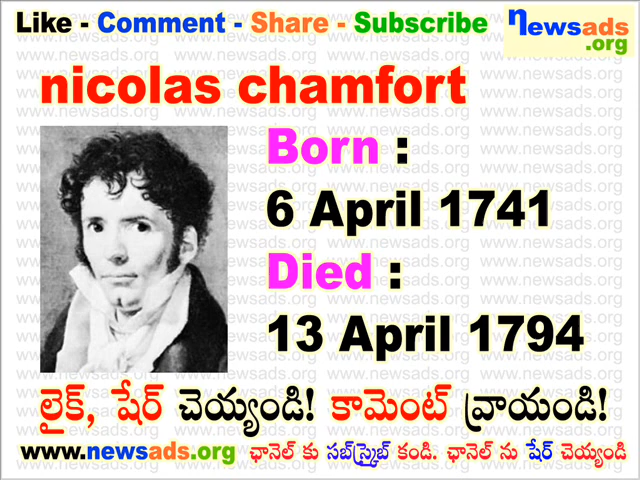 Like - Comment - Share - Subscribe
newsads
.org
nicolas chamfort
Born :
6 April 1741
Died :
13 April 1794
లైక్, షేర్ చెయ్యండి! కామెంట్ వ్రాయండి!
www.newsads.org ఛానెల్ కు సబ్‌స్క్రైబ్ కండి. ఛానెల్ ను షేర్ చెయ్యండి